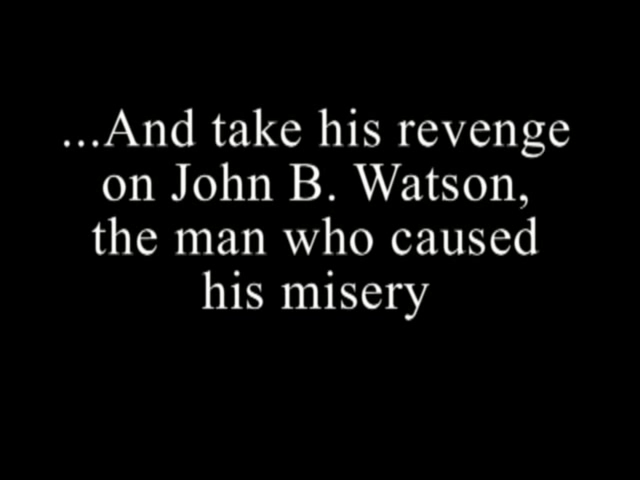 ...And take his revenge
on John B. Watson,
the man who caused
his misery